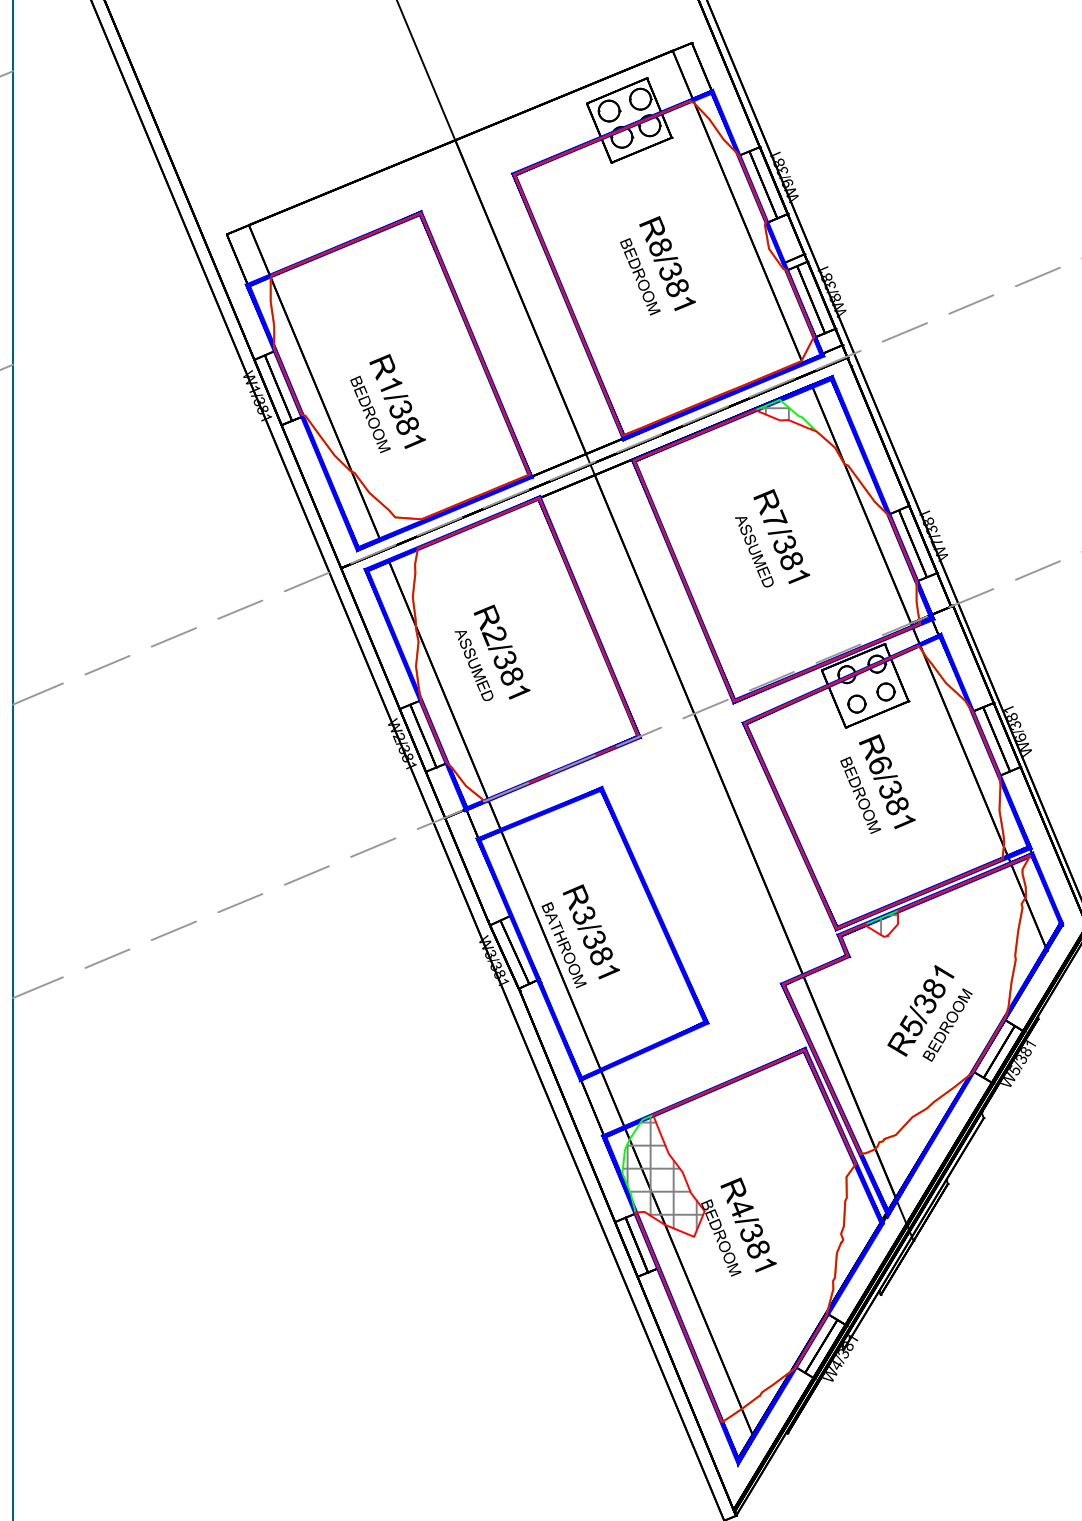 W9/381
R8/381
BEDROOM
W8/381
R1/381
BEDROOM
W1/381
R7/381
ASSUMED
W7/381
R2/381
ASSUMED
W2/381
R6/381
BEDROOM
W6/381
R3/381
BATHROOM
W3/381
R5/381
BEDROOM
W5/381
R4/381
BEDROOM
W4/381